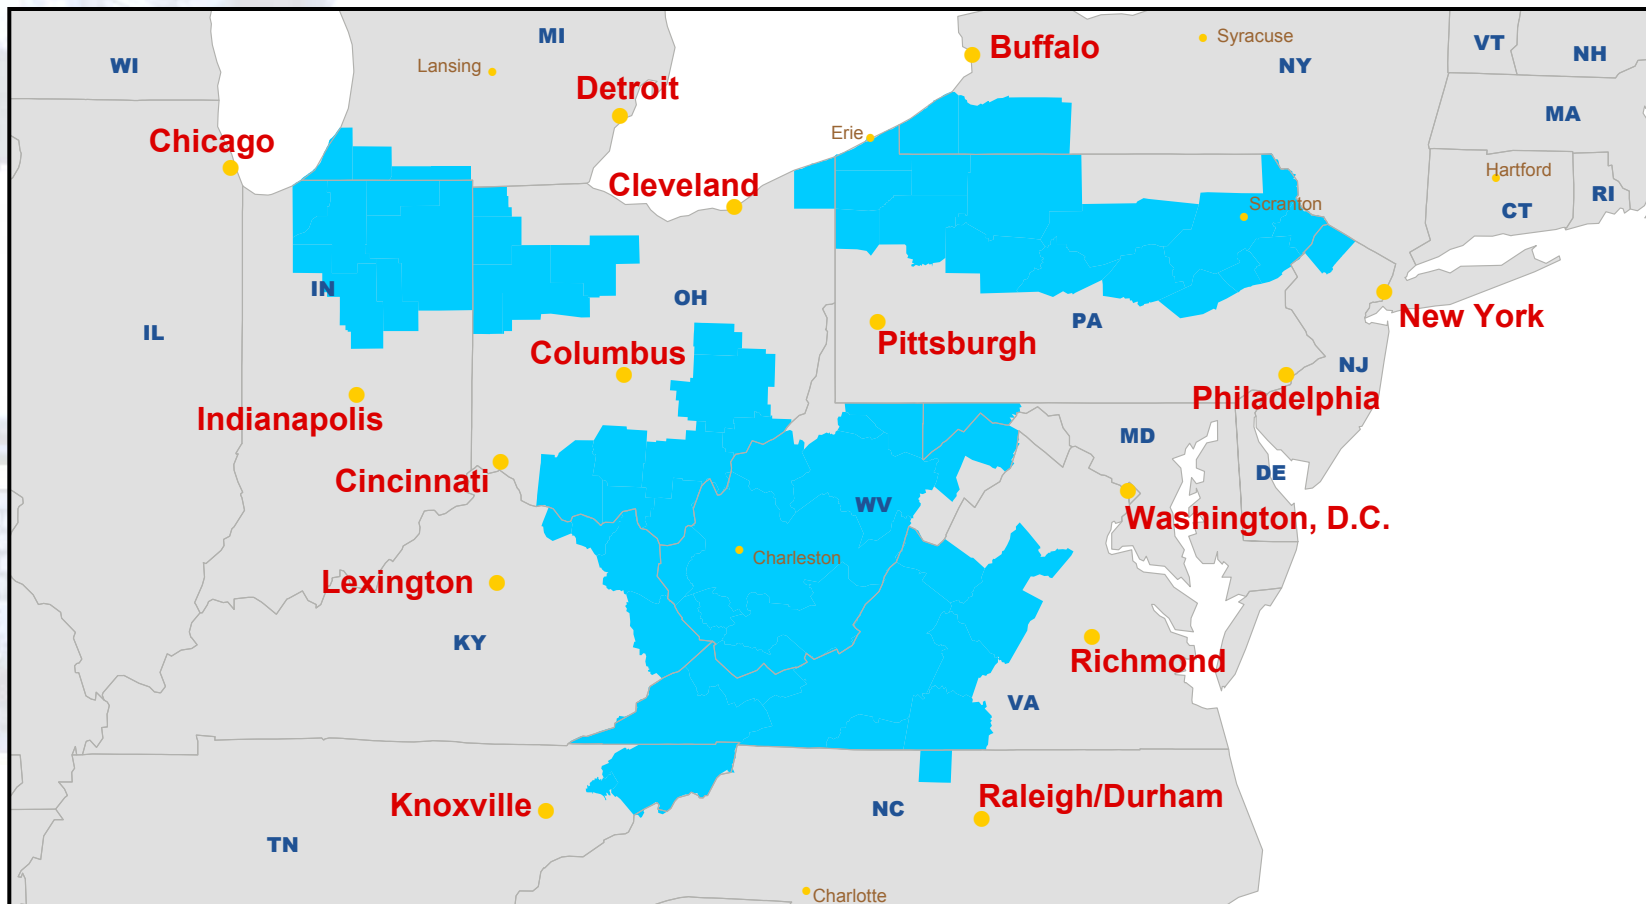 MI
Buffalo
Syracuse
VT
NH
WI
Lansing
NY
Detroit
MA
Erie
Chicago
Hartford
Cleveland
RI
Scranton
CT
IN
OH
New York
PA
IL
Pittsburgh
Columbus
NJ
Philadelphia
Indianapolis
MD
DE
Cincinnati
WV
Washington, D.C.
Charleston
Lexington
KY
Richmond
VA
Raleigh/Durham
Knoxville
NC
TN
Charlotte